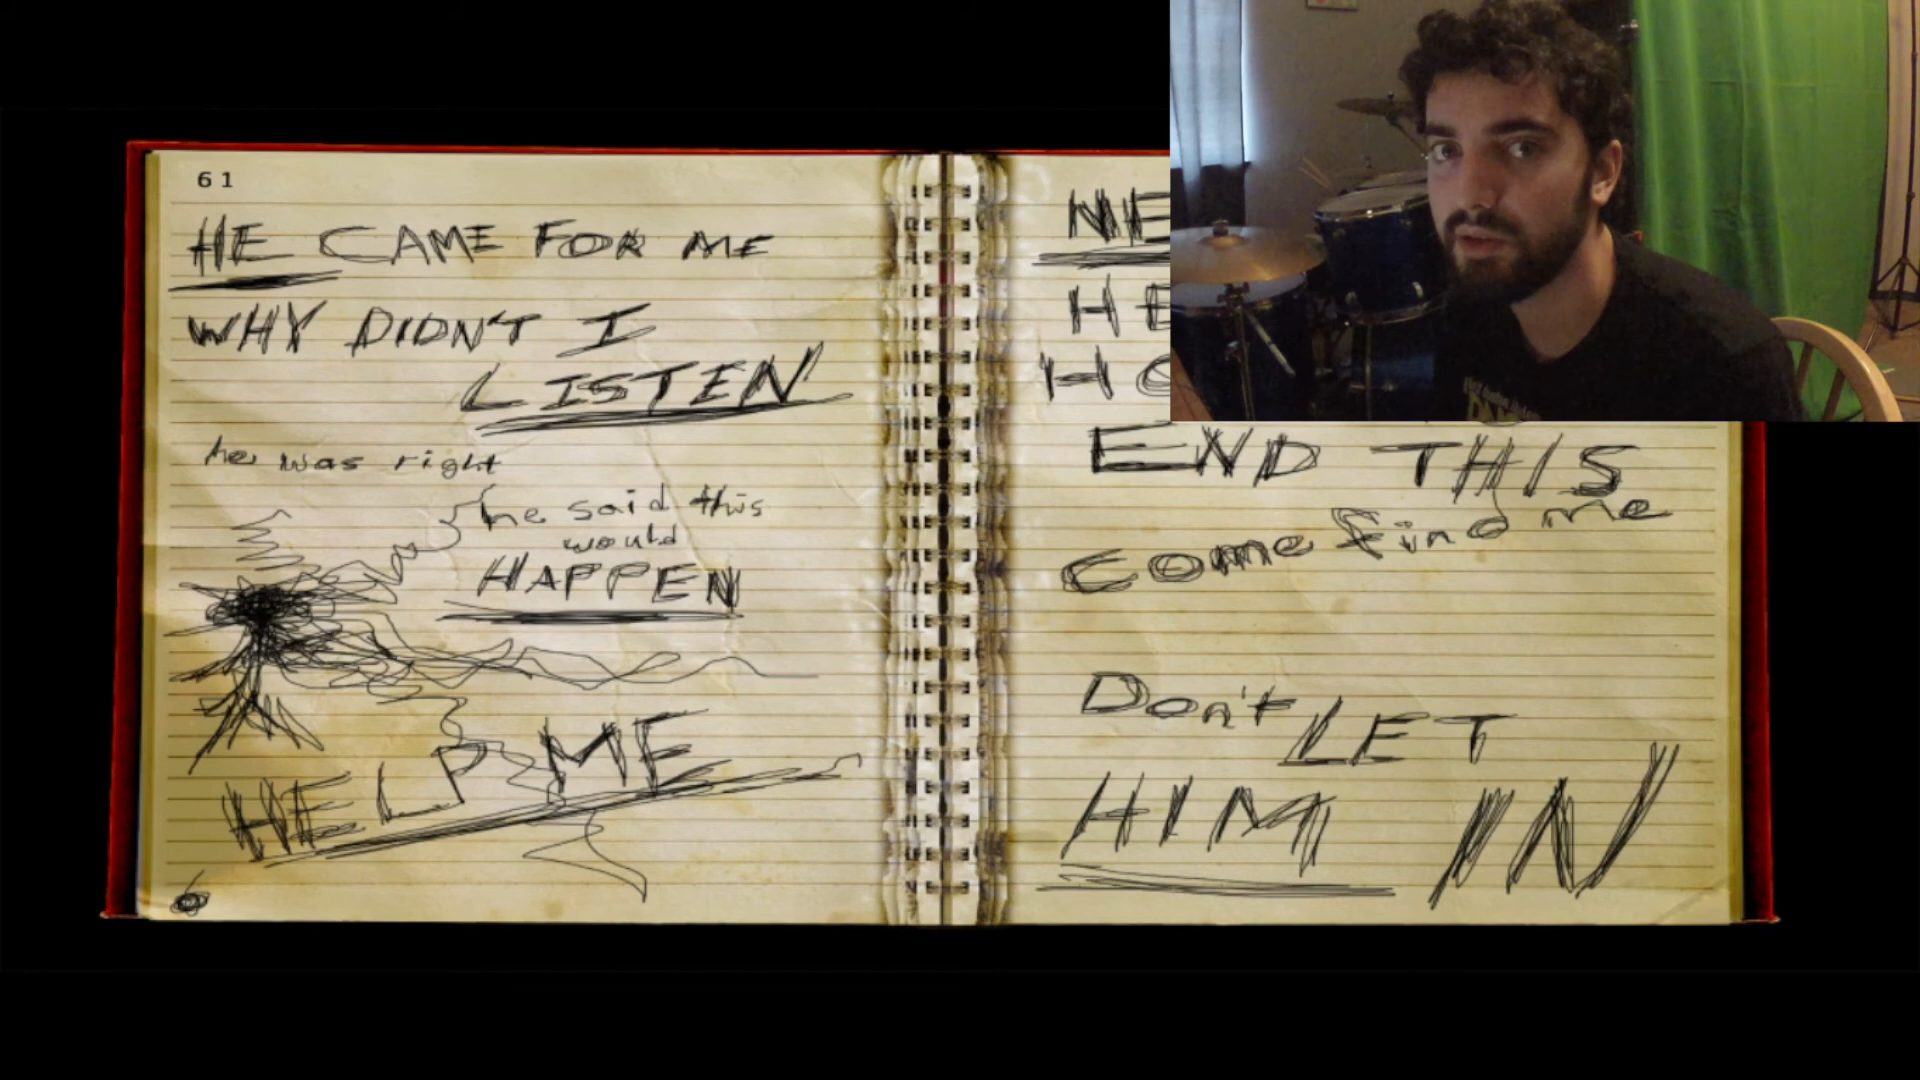 61
HE CAME FOR ME
WHY DIDN'T I
LISTEN
he was right
he said this
would
HAPPEN
HELP ME
END THIS
come find me
Don't LET
HIM IN